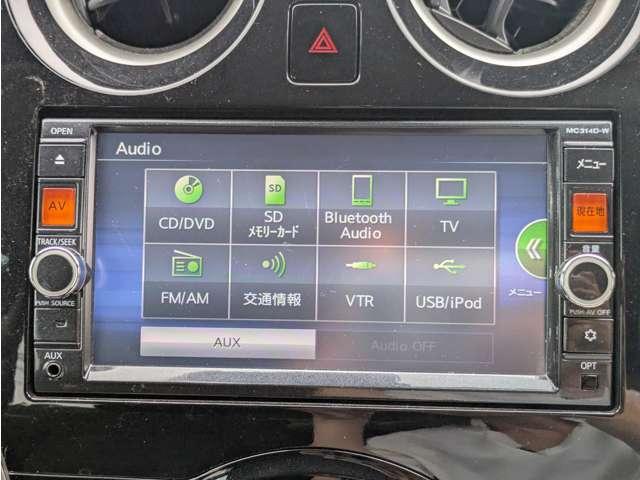 OPEN
MC314D-W
Audio
メニュー
AV
現在地
TRACK/SEEK
音量
CD/DVD
SD
メモリーカード
Bluetooth
Audio
TV
FM/AM
交通情報
VTR
USB/iPod
メニュー
PUSH SOURCE
PUSH AV OFF
AUX
Audio OFF
AUX
OPT